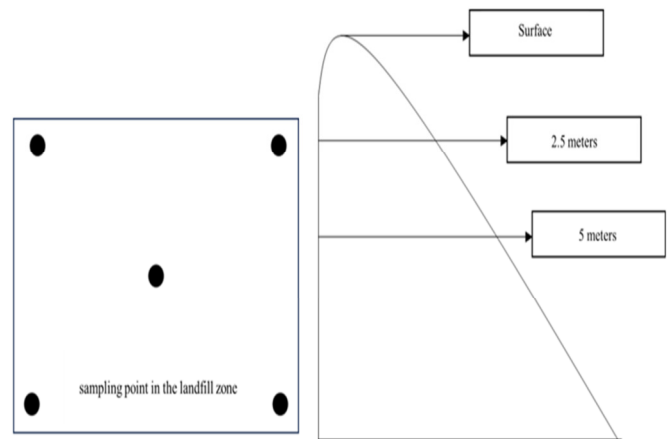 Surface
2.5 meters
5 meters
sampling point in the landfill zone